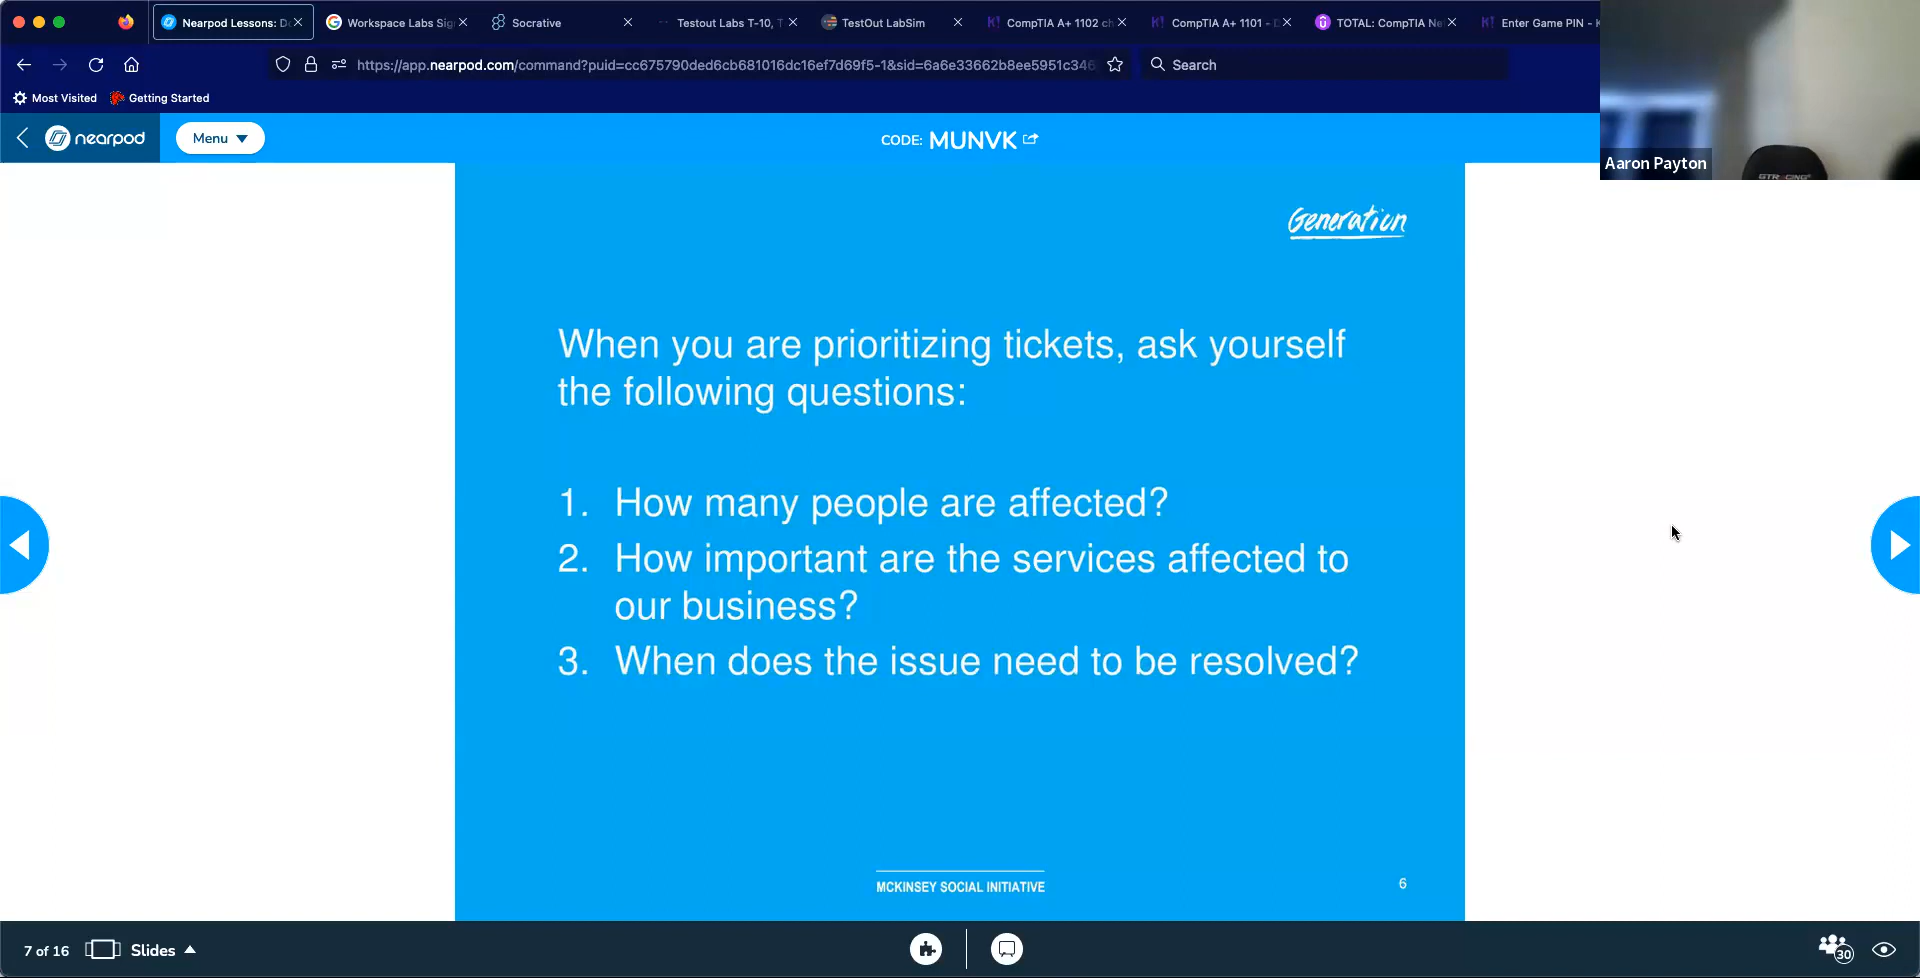 Nearpod Lessons: D
Workspace Labs Sig
Socrative
Testout Labs T-10, T
TestOut LabSim
CompTIA A+ 1102 ch
CompTIA A+ 1101 - D
TOTAL: CompTIA Ne
Enter Game PIN - K
https://app.nearpod.com/command?puid=cc675790ded6cb681016dc16ef7d69f5-1&sid=6a6e33662b8ee5951c346
Search
Most Visited
Getting Started
nearpod
Menu
CODE: MUNVK
GTRACING
Aaron Payton
Generation
When you are prioritizing tickets, ask yourself
the following questions:
1. How many people are affected?
2. How important are the services affected to
our business?
3. When does the issue need to be resolved?
MCKINSEY SOCIAL INITIATIVE
6
7 of 16
Slides
30